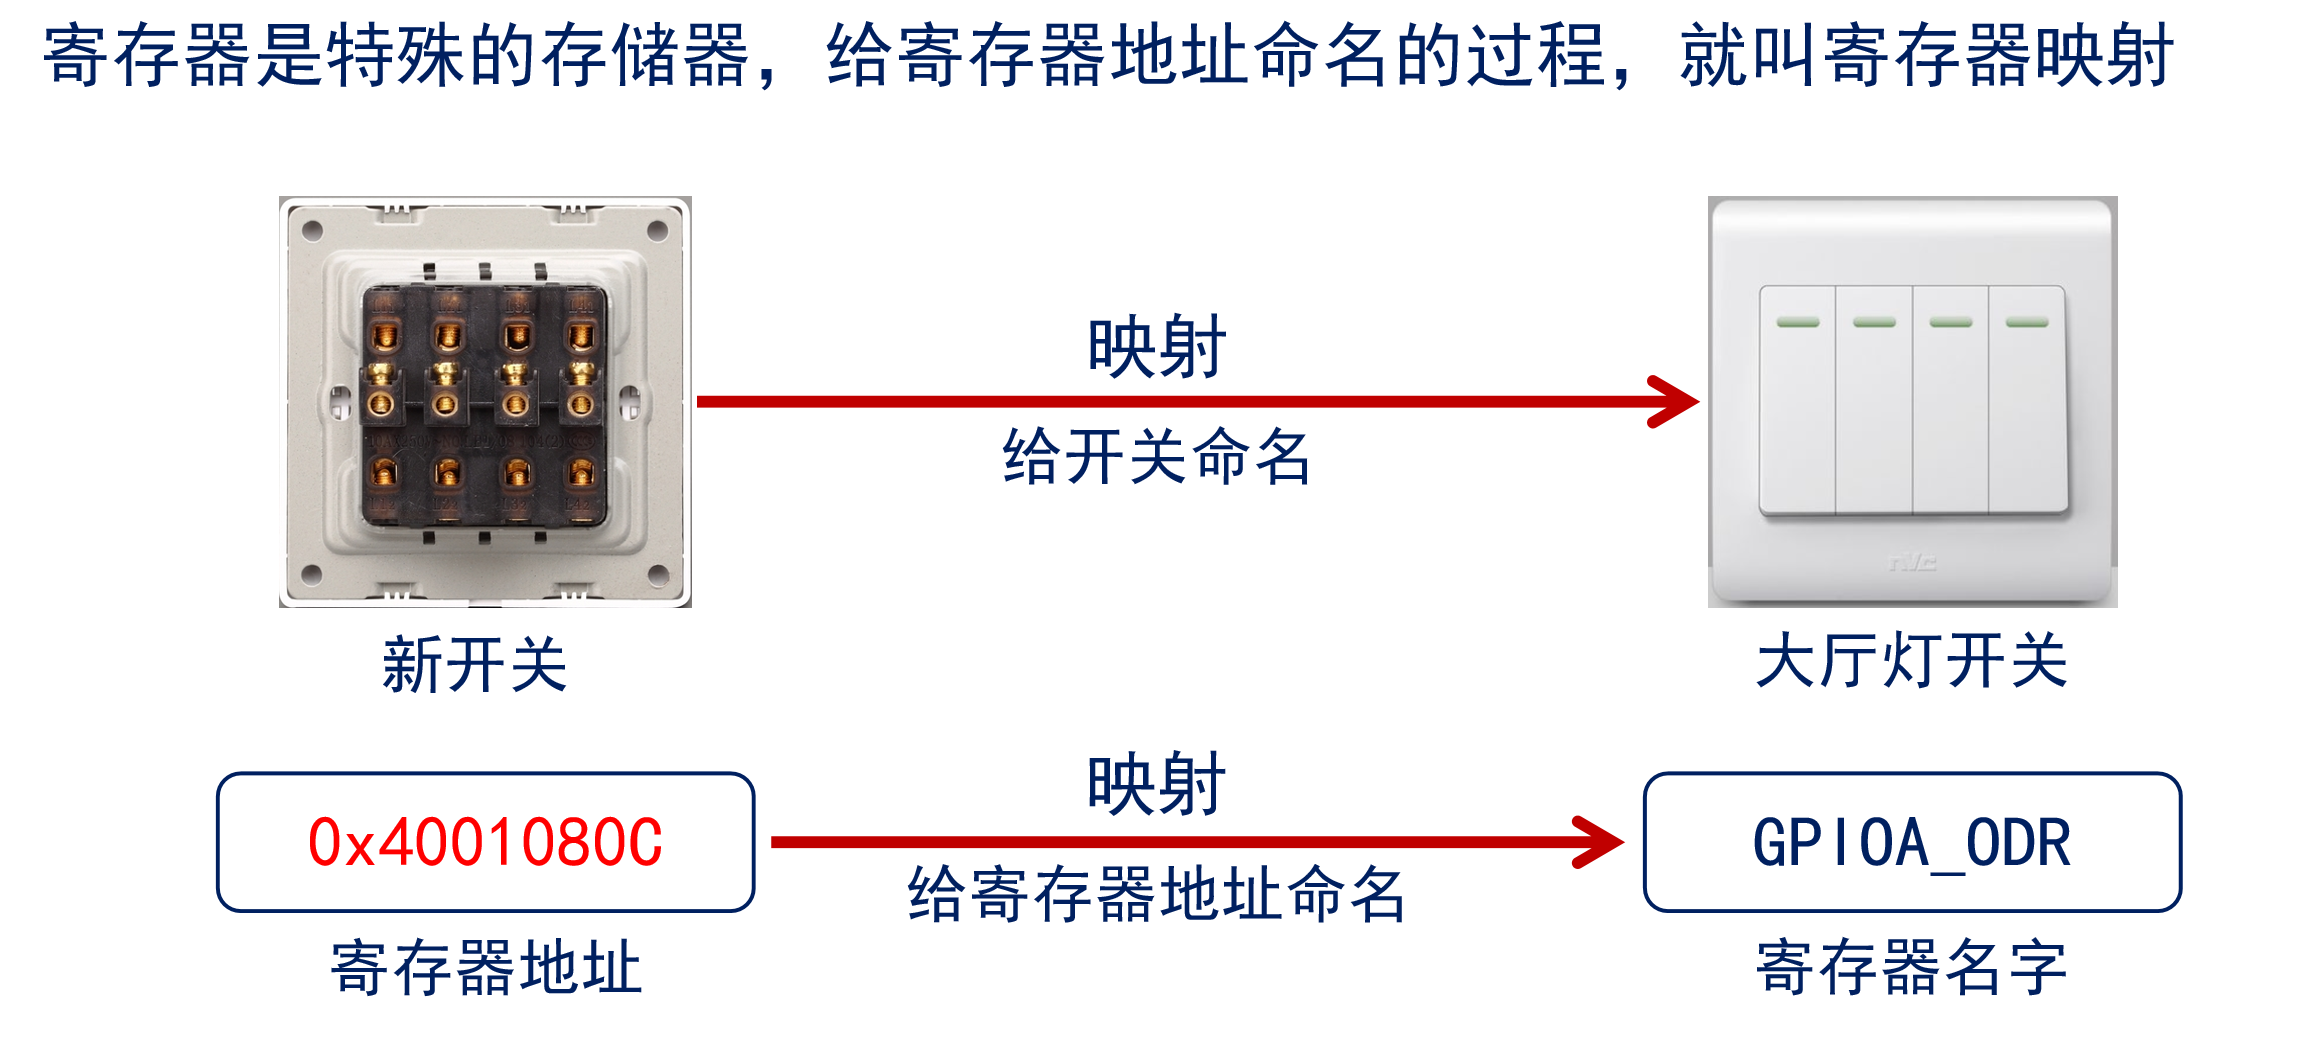 寄存器是特殊的存储器，给寄存器地址命名的过程，就叫寄存器映射
映射
给开关命名
nVc
新开关
大厅灯开关
映射
0x4001080C
GPIOA_ODR
给寄存器地址命名
寄存器地址
寄存器名字